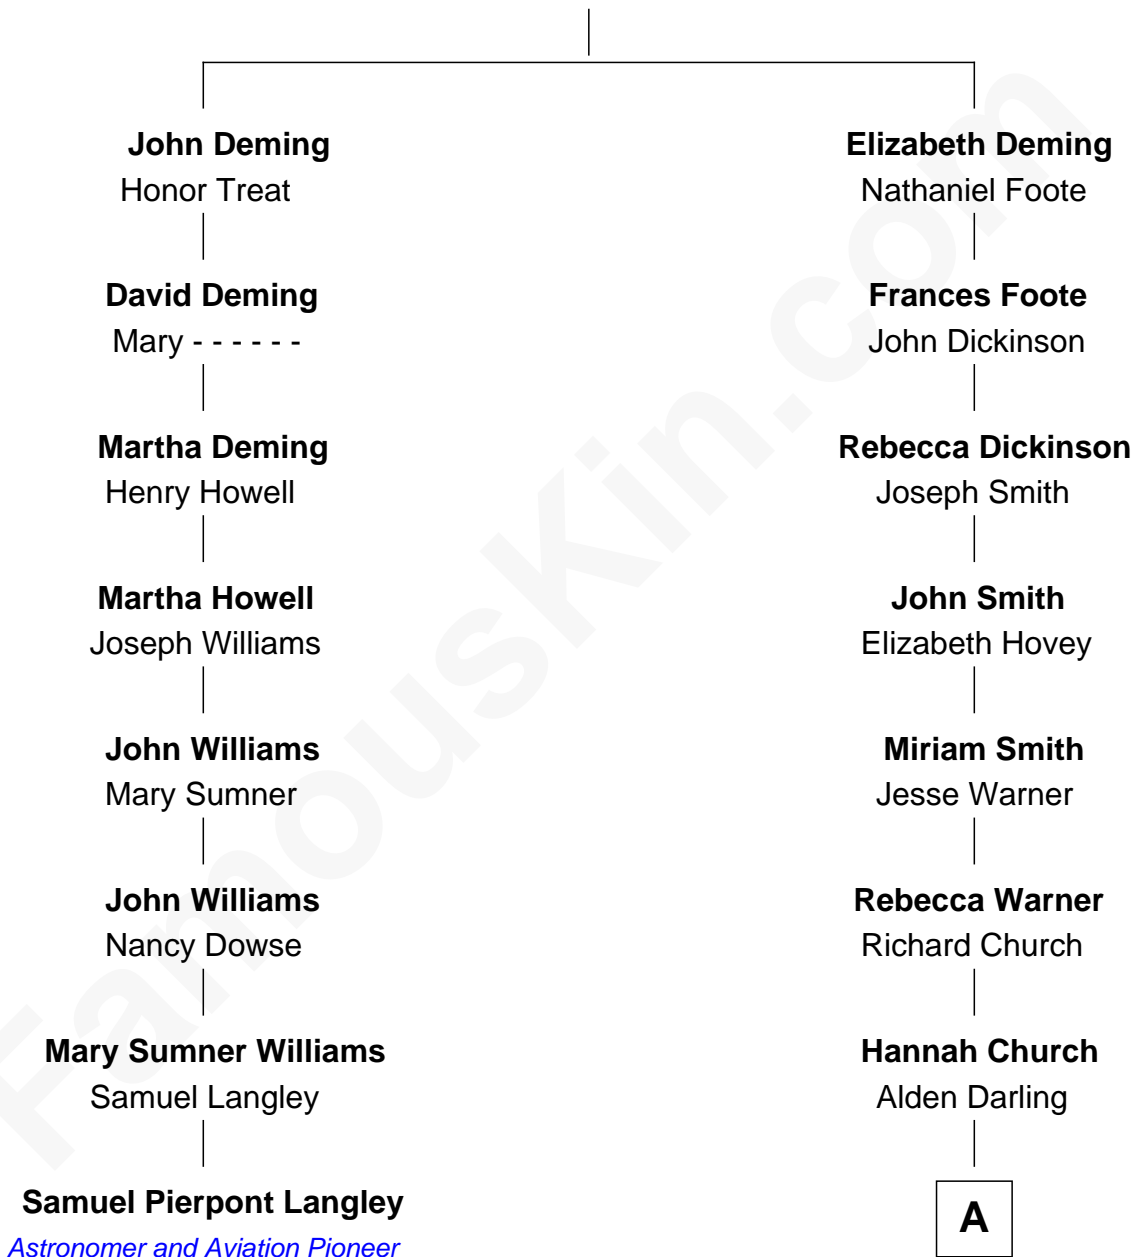 John Deming
Honor Treat
David Deming
Mary - - - - - -
Martha Deming
Henry Howell
Martha Howell
Joseph Williams
John Williams
Mary Sumner
John Williams
Nancy Dowse
Mary Sumner Williams
Samuel Langley
Samuel Pierpont Langley
Astronomer and Aviation Pioneer
Elizabeth Deming
Nathaniel Foote
Frances Foote
John Dickinson
Rebecca Dickinson
Joseph Smith
John Smith
Elizabeth Hovey
Miriam Smith
Jesse Warner
Rebecca Warner
Richard Church
Hannah Church
Alden Darling
A
FamousKin.com